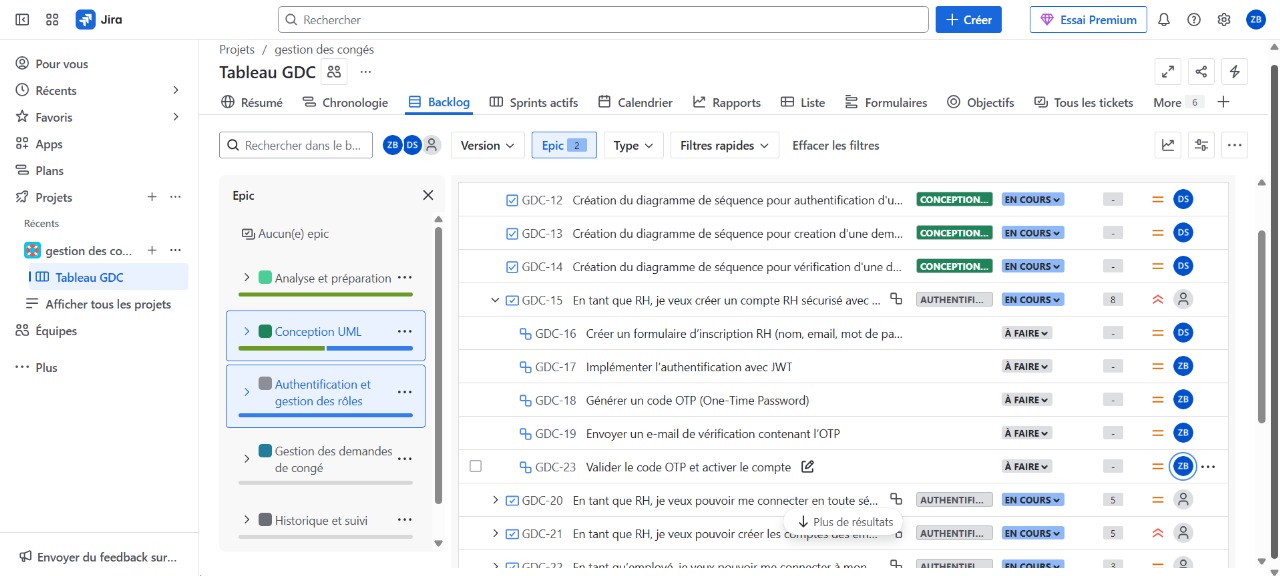 Jira
Rechercher
Créer
Essai Premium
ZB
Pour vous
Récents
Favoris
Apps
Plans
Projets
Récents
gestion des co...
Tableau GDC
Afficher tous les projets
Équipes
Plus
Envoyer du feedback sur...
Projets / gestion des congés
Tableau GDC
Résumé Chronologie Backlog Sprints actifs Calendrier Rapports Liste Formulaires Objectifs Tous les tickets More 6
Rechercher dans le b... ZB DS Version Epic 2 Type Filtres rapides Effacer les filtres
Epic
Aucun(e) epic
Analyse et préparation
Conception UML
Authentification et
gestion des rôles
Gestion des demandes
de congé
Historique et suivi
GDC-12 Création du diagramme de séquence pour authentification d'u... CONCEPTION... EN COURS - DS
GDC-13 Création du diagramme de séquence pour creation d'une dem... CONCEPTION... EN COURS - DS
GDC-14 Création du diagramme de séquence pour vérification d'une d... CONCEPTION... EN COURS - DS
GDC-15 En tant que RH, je veux créer un compte RH sécurisé avec ... AUTHENTIFI... EN COURS 8
GDC-16 Créer un formulaire d'inscription RH (nom, email, mot de pa... À FAIRE - DS
GDC-17 Implémenter l'authentification avec JWT À FAIRE - ZB
GDC-18 Générer un code OTP (One-Time Password) À FAIRE - ZB
GDC-19 Envoyer un e-mail de vérification contenant l'OTP À FAIRE - ZB
GDC-23 Valider le code OTP et activer le compte À FAIRE - ZB
GDC-20 En tant que RH, je veux pouvoir me connecter en toute sé... AUTHENTIFI... EN COURS 5
Plus de résultats
GDC-21 En tant que RH, je veux pouvoir créer les comptes des em... AUTHENTIFI... EN COURS 5
GDC-22 En tant qu'employé, je veux pouvoir me connecter à mon ... AUTHENTIFI... EN COURS 3